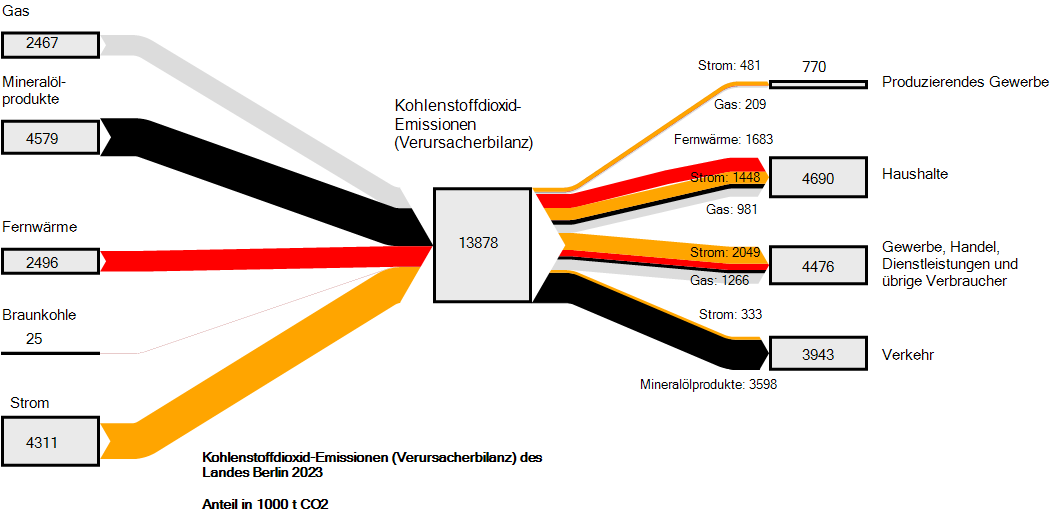 Gas
2467
Mineralöl-
produkte
4579
Fernwärme
2496
Braunkohle
25
Strom
4311
Kohlenstoffdioxid-
Emissionen
(Verursacherbilanz)
13878
Strom: 481
770
Produzierendes Gewerbe
Gas: 209
Fernwärme: 1683
Strom: 1448
4690
Haushalte
Gas: 981
Strom: 2049
4476
Gewerbe, Handel,
Dienstleistungen und
übrige Verbraucher
Gas: 1266
Strom: 333
3943
Verkehr
Mineralölprodukte: 3598
Kohlenstoffdioxid-Emissionen (Verursacherbilanz) des
Landes Berlin 2023
Anteil in 1000 t CO2